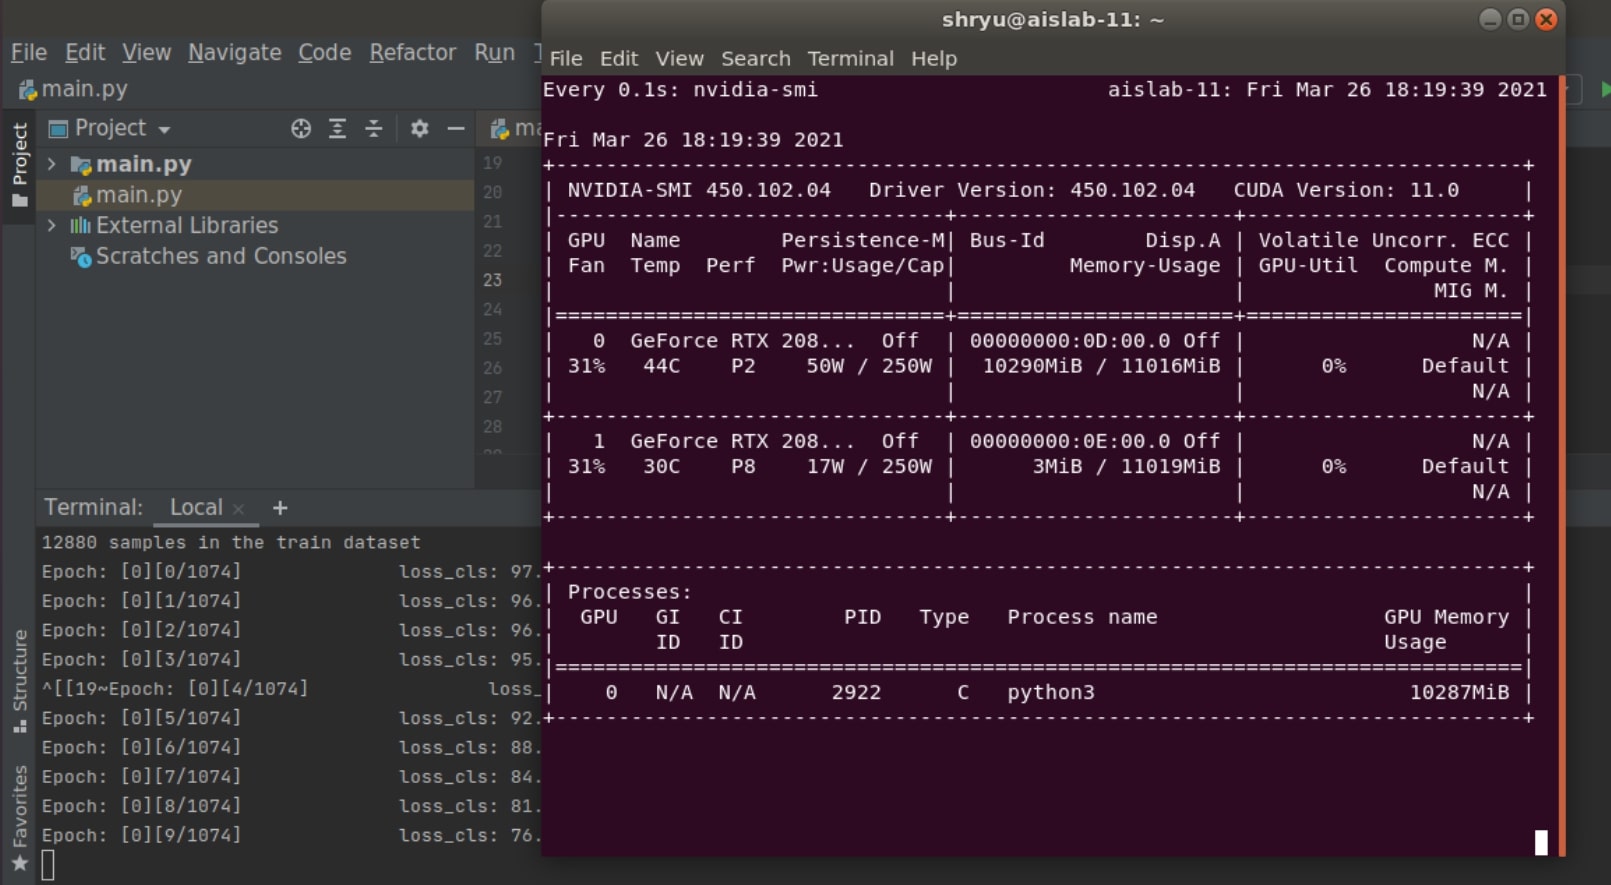 File Edit View Navigate Code Refactor Run
main.py
Project
Project
main.py
main.py
External Libraries
Scratches and Consoles
19
20
21
22
23
24
25
26
27
28
Structure
Favorites
Terminal: Local × +
12880 samples in the train dataset
Epoch: [0][0/1074] loss_cls: 97.
Epoch: [0][1/1074] loss_cls: 96.
Epoch: [0][2/1074] loss_cls: 96.
Epoch: [0][3/1074] loss_cls: 95.
^[[19~Epoch: [0][4/1074] loss_
Epoch: [0][5/1074] loss_cls: 92.
Epoch: [0][6/1074] loss_cls: 88.
Epoch: [0][7/1074] loss_cls: 84.
Epoch: [0][8/1074] loss_cls: 81.
Epoch: [0][9/1074] loss_cls: 76.
shryu@aislab-11: ~
File Edit View Search Terminal Help
Every 0.1s: nvidia-smi aislab-11: Fri Mar 26 18:19:39 2021
Fri Mar 26 18:19:39 2021
+-----------------------------------------------------------------------------+
| NVIDIA-SMI 450.102.04   Driver Version: 450.102.04   CUDA Version: 11.0     |
|-------------------------------+----------------------+----------------------+
| GPU  Name        Persistence-M| Bus-Id        Disp.A | Volatile Uncorr. ECC |
| Fan  Temp  Perf  Pwr:Usage/Cap|         Memory-Usage | GPU-Util  Compute M. |
|                               |                      |               MIG M. |
|===============================+======================+======================|
|   0  GeForce RTX 208...  Off  | 00000000:0D:00.0 Off |                  N/A |
| 31%   44C    P2    50W / 250W |  10290MiB / 11016MiB |      0%      Default |
|                               |                      |                  N/A |
+-------------------------------+----------------------+----------------------+
|   1  GeForce RTX 208...  Off  | 00000000:0E:00.0 Off |                  N/A |
| 31%   30C    P8    17W / 250W |      3MiB / 11019MiB |      0%      Default |
|                               |                      |                  N/A |
+-------------------------------+----------------------+----------------------+
+-----------------------------------------------------------------------------+
| Processes:                                                                  |
|  GPU   GI   CI        PID   Type   Process name                  GPU Memory |
|        ID   ID                                                   Usage      |
|=============================================================================|
|    0   N/A  N/A      2922      C   python3                         10287MiB |
+-----------------------------------------------------------------------------+